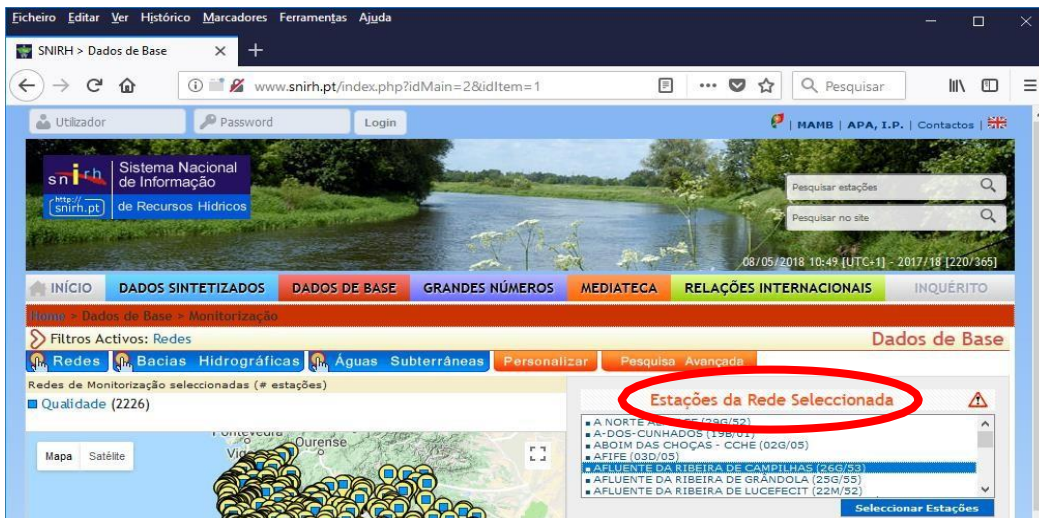 Ficheiro Editar Ver Histórico Marcadores Ferramentas Ajuda
SNIRH > Dados de Base
www.snirh.pt/index.php?idMain=2&idItem=1
Pesquisar
Utilizador Password Login
| MAMB | APA, I.P. | Contactos |
snirh Sistema Nacional
de Informação
http://
snirh.pt de Recursos Hídricos
Pesquisar estações
Pesquisar no site
08/05/2018 10:49 [UTC+1] - 2017/18 [220/365]
INÍCIO DADOS SINTETIZADOS DADOS DE BASE GRANDES NÚMEROS MEDIATECA RELAÇÕES INTERNACIONAIS INQUÉRITO
Home > Dados de Base > Monitorização
Filtros Activos: Redes
Dados de Base
Redes Bacias Hidrográficas Águas Subterrâneas Personalizar Pesquisa Avançada
Redes de Monitorização seleccionadas (# estações)
Qualidade (2226)
Estações da Rede Seleccionada
A-DOS-CUNHADOS (19B/01)
ABOIM DAS CHOÇAS - CCHE (02G/05)
AFIFE (03D/05)
AFLUENTE DA RIBEIRA DE CAMPILHAS (26G/53)
AFLUENTE DA RIBEIRA DE GRÂNDOLA (25G/55)
AFLUENTE DA RIBEIRA DE LUCEFECIT (22M/52)
Seleccionar Estações
Mapa Satélite
Ourense